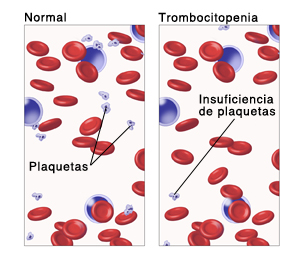 Normal
Trombocitopenia
Insuficiencia
de plaquetas
Plaquetas